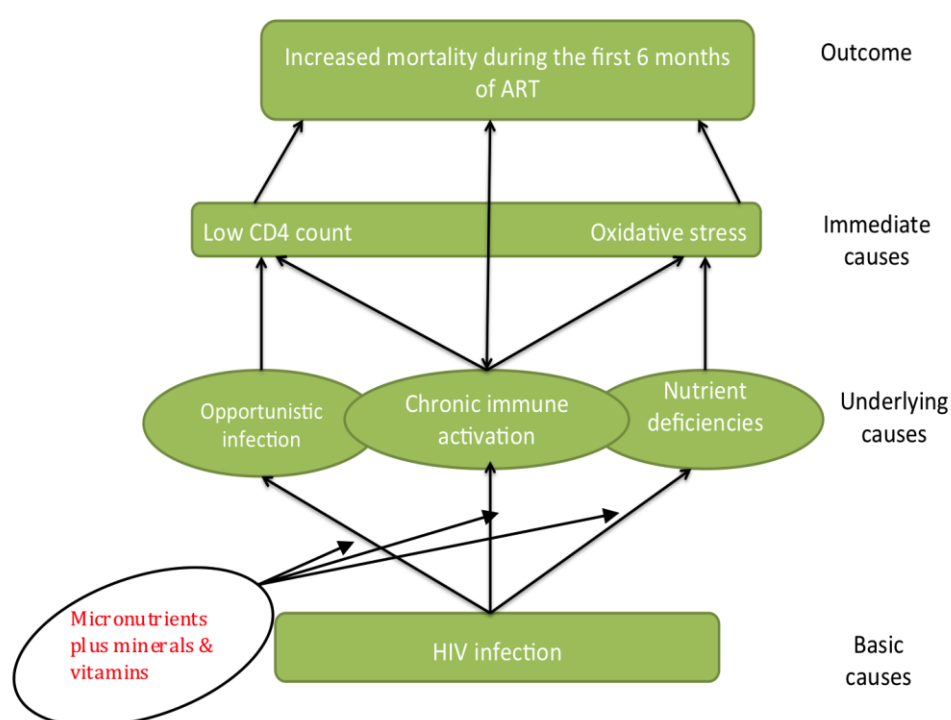 Increased mortality during the first 6 months
of ART
Outcome
Low CD4 count
Oxidative stress
Immediate
causes
Opportunistic
infection
Chronic immune
activation
Nutrient
deficiencies
Underlying
causes
Micronutrients
plus minerals &
vitamins
HIV infection
Basic
causes